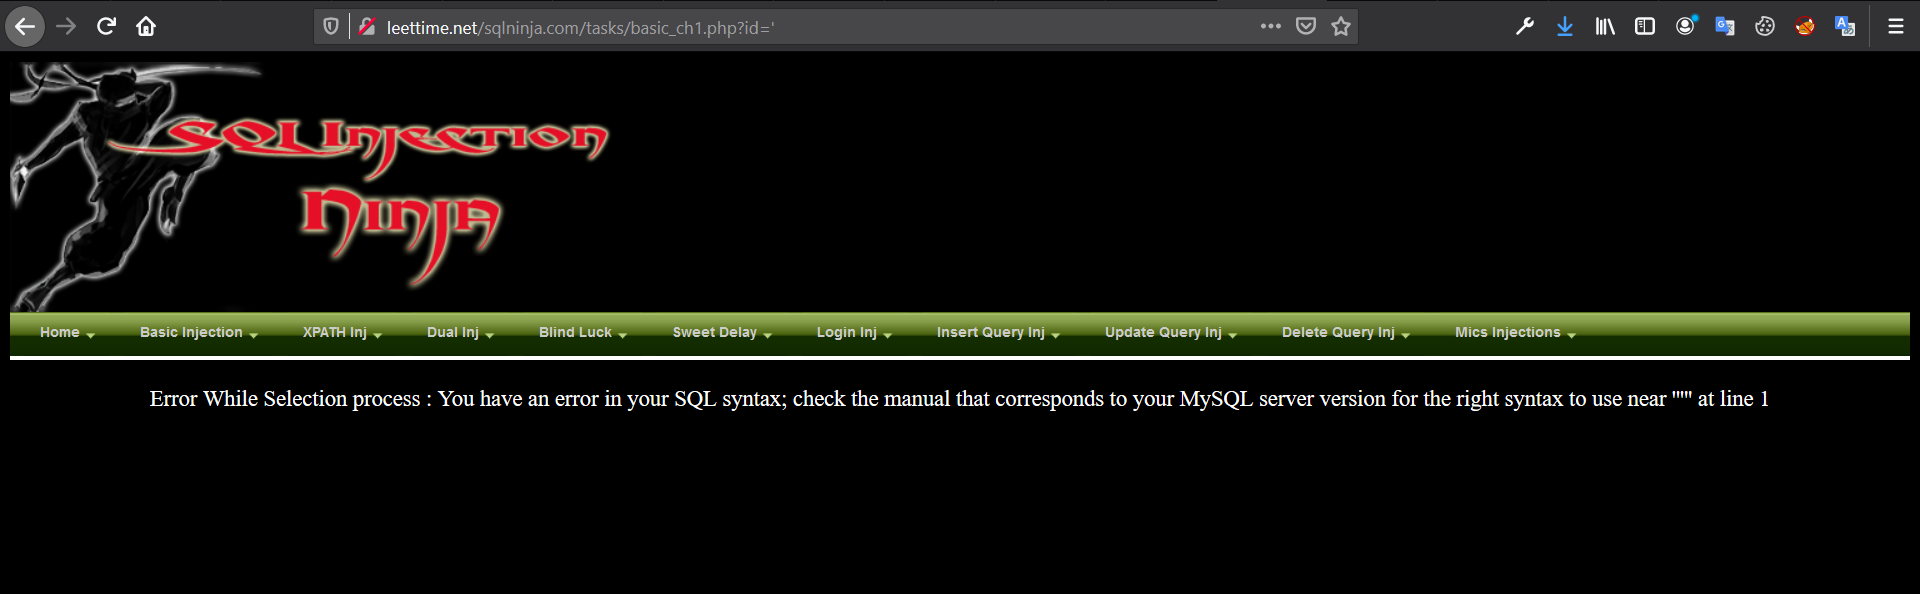 leettime.net/sqlninja.com/tasks/basic_ch1.php?id='
SQL Injection
Ninja
Home Basic Injection XPATH Inj Dual Inj Blind Luck Sweet Delay Login Inj Insert Query Inj Update Query Inj Delete Query Inj Mics Injections
Error While Selection process : You have an error in your SQL syntax; check the manual that corresponds to your MySQL server version for the right syntax to use near ''''' at line 1